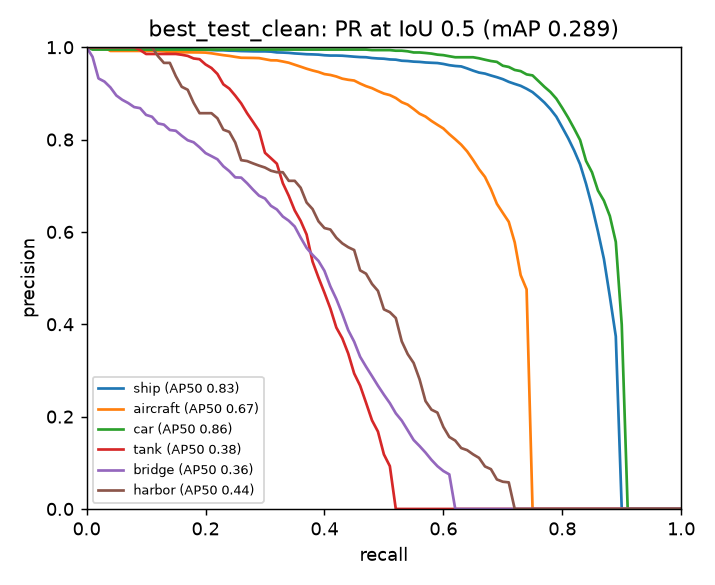 best_test_clean: PR at IoU 0.5 (mAP 0.289)
1.0
0.8
0.6
0.4
0.2
0.0
precision
ship (AP50 0.83)
aircraft (AP50 0.67)
car (AP50 0.86)
tank (AP50 0.38)
bridge (AP50 0.36)
harbor (AP50 0.44)
0.0 0.2 0.4 0.6 0.8 1.0
recall